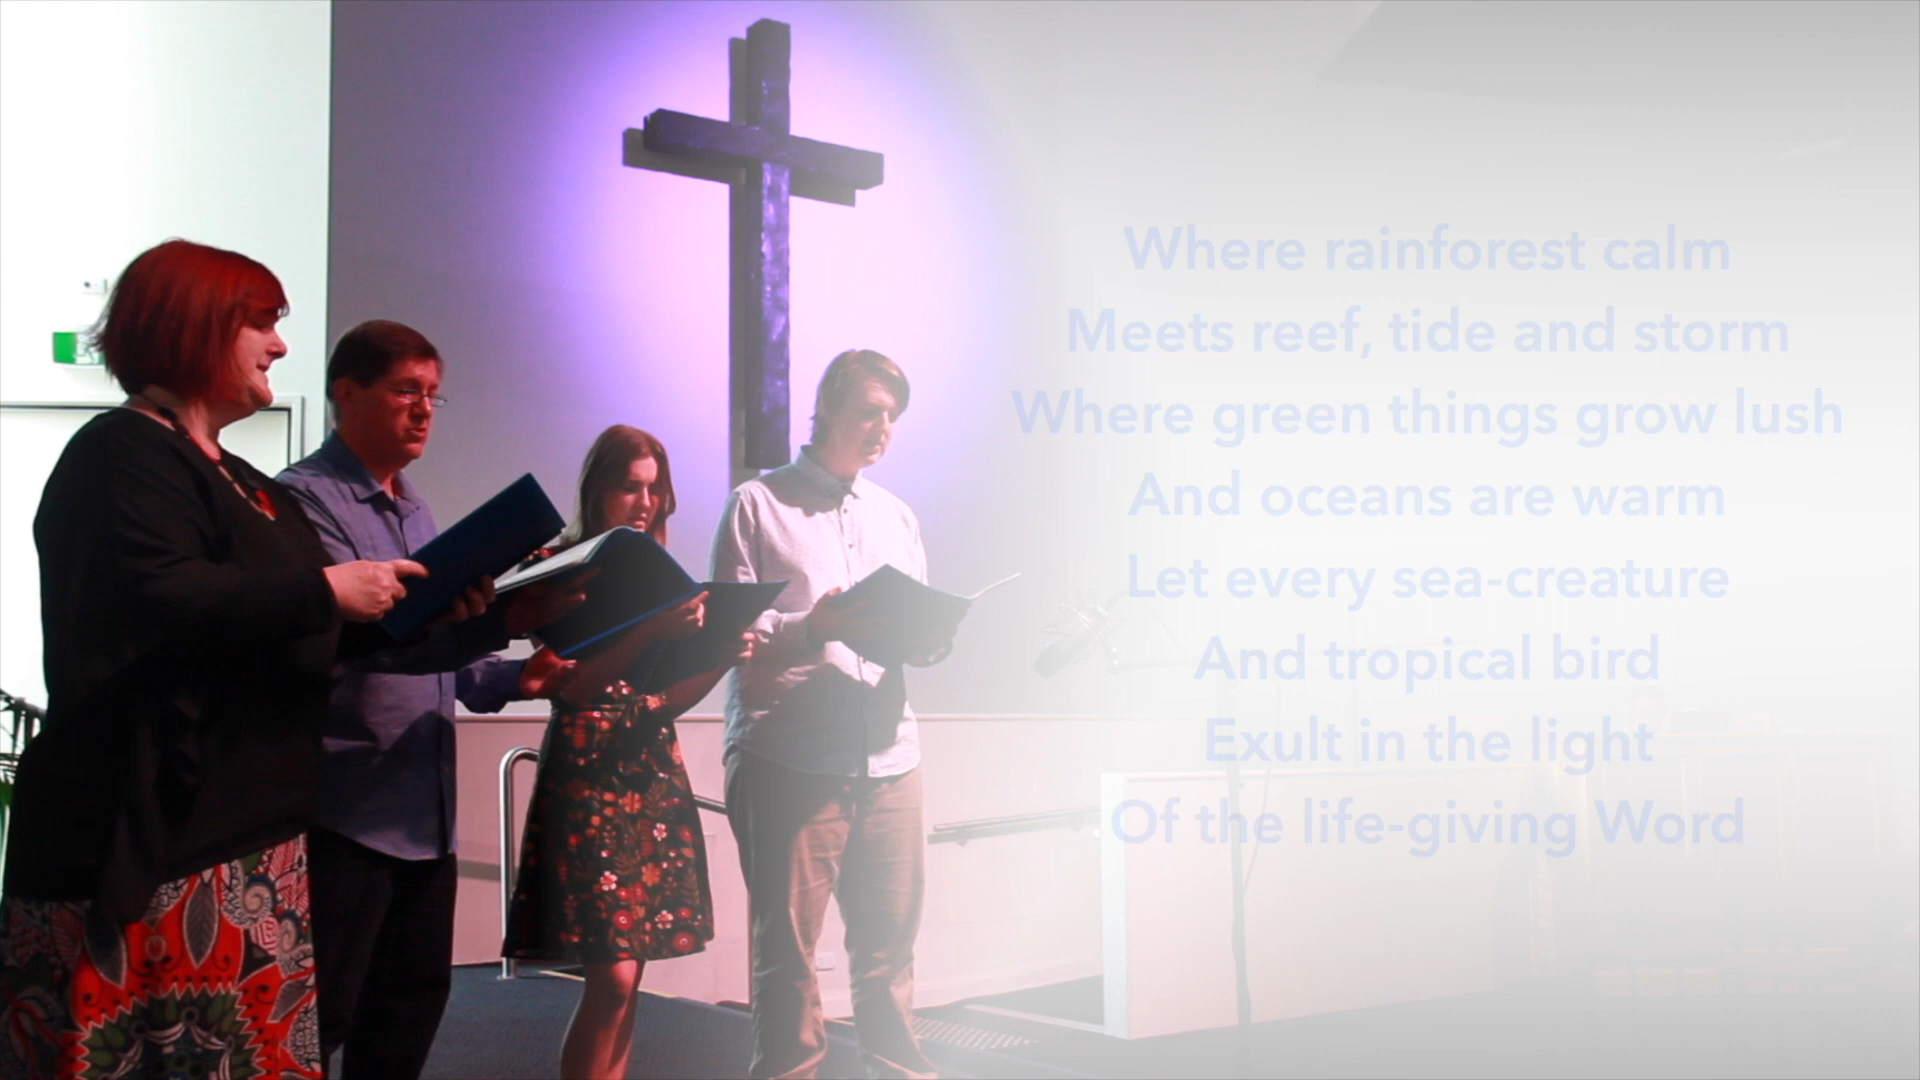 Where rainforest calm
Meets reef, tide and storm
Where green things grow lush
And oceans are warm
Let every sea-creature
And tropical bird
Exult in the light
Of the life-giving Word